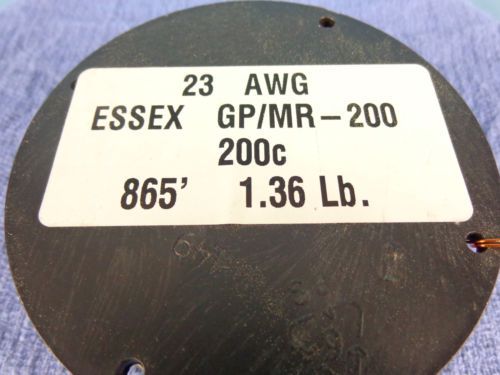 23 AWG
ESSEX GP/MR-200
200c
865' 1.36 Lb.